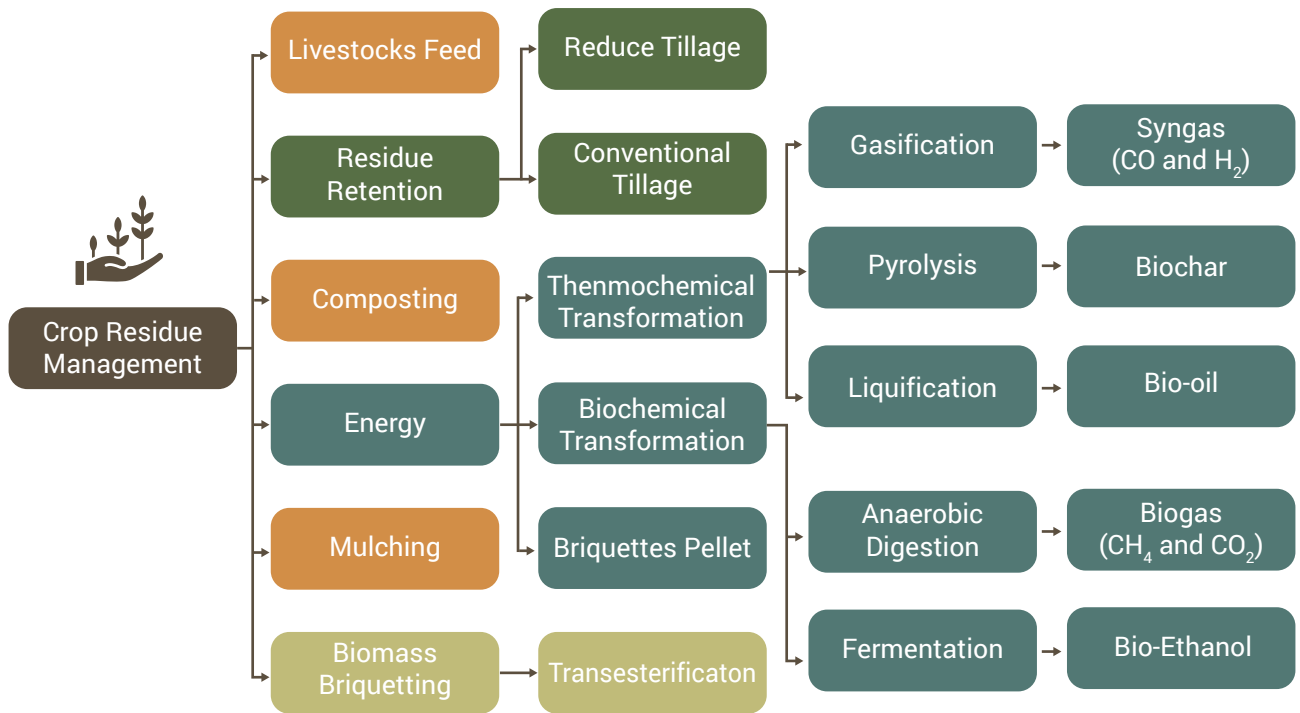 Crop Residue
Management
Livestocks Feed
Residue
Retention
Composting
Energy
Mulching
Biomass
Briquetting
Reduce Tillage
Conventional
Tillage
Thenmochemical
Transformation
Biochemical
Transformation
Briquettes Pellet
Transesterificaton
Gasification
Pyrolysis
Liquification
Anaerobic
Digestion
Fermentation
Syngas
(CO and H₂)
Biochar
Bio-oil
Biogas
(CH₄ and CO₂)
Bio-Ethanol